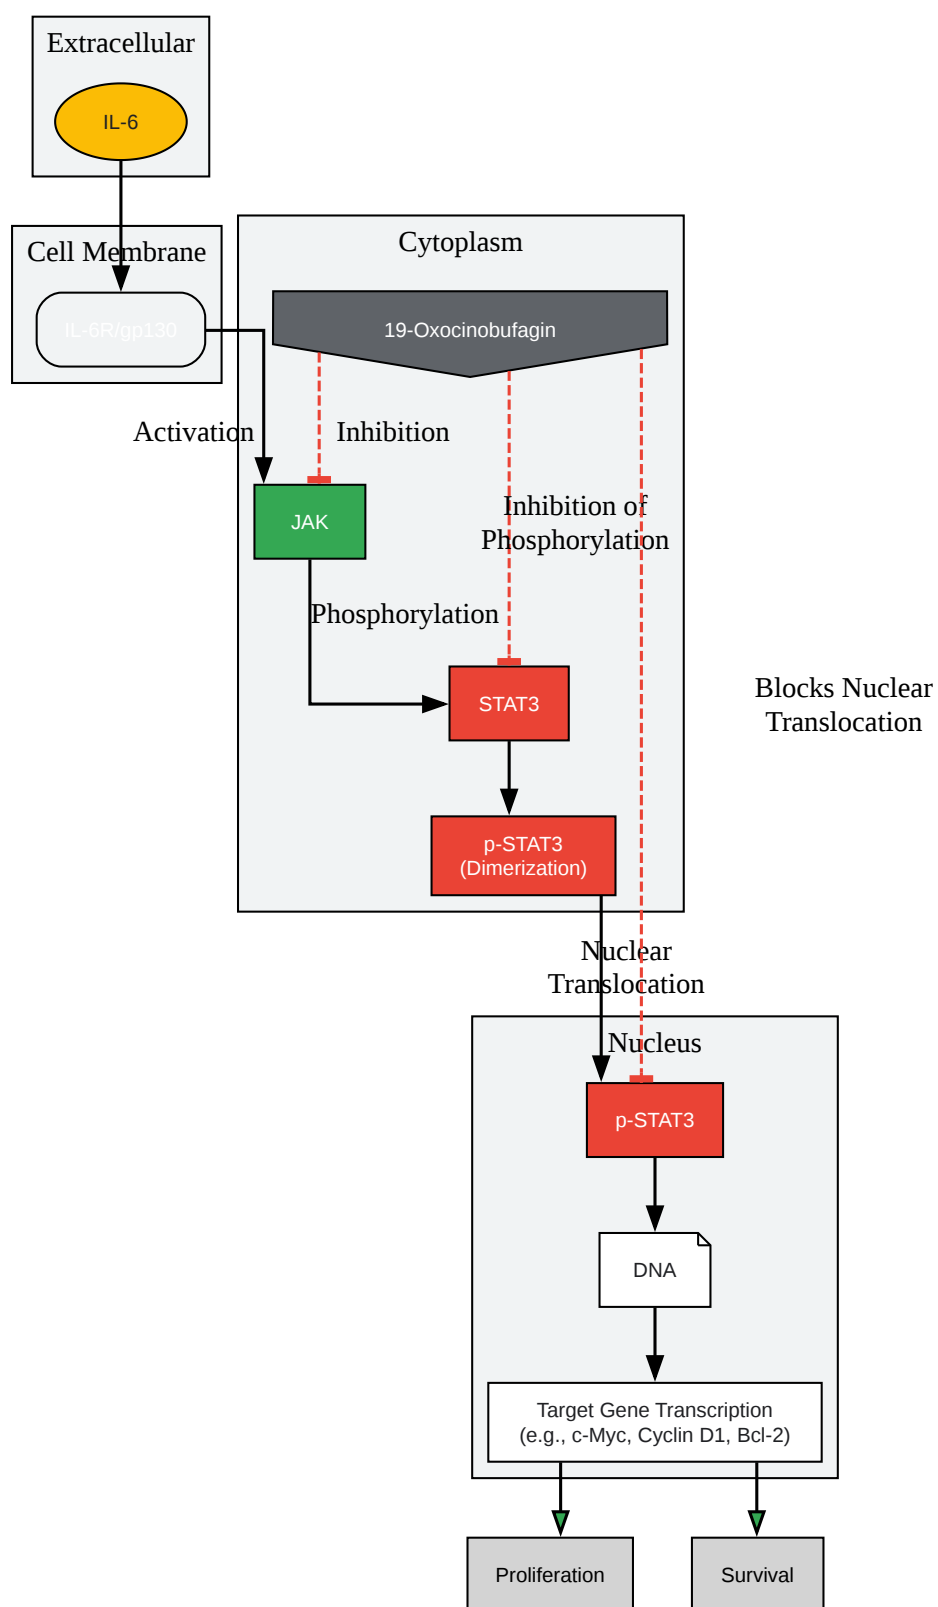 Extracellular
IL-6
Cell Membrane
IL-6R/gp130
Cytoplasm
19-Oxocinobufagin
Activation
Inhibition
JAK
Inhibition of
Phosphorylation
Phosphorylation
STAT3
Blocks Nuclear
Translocation
p-STAT3
(Dimerization)
Nuclear
Translocation
Nucleus
p-STAT3
DNA
Target Gene Transcription
(e.g., c-Myc, Cyclin D1, Bcl-2)
Proliferation
Survival